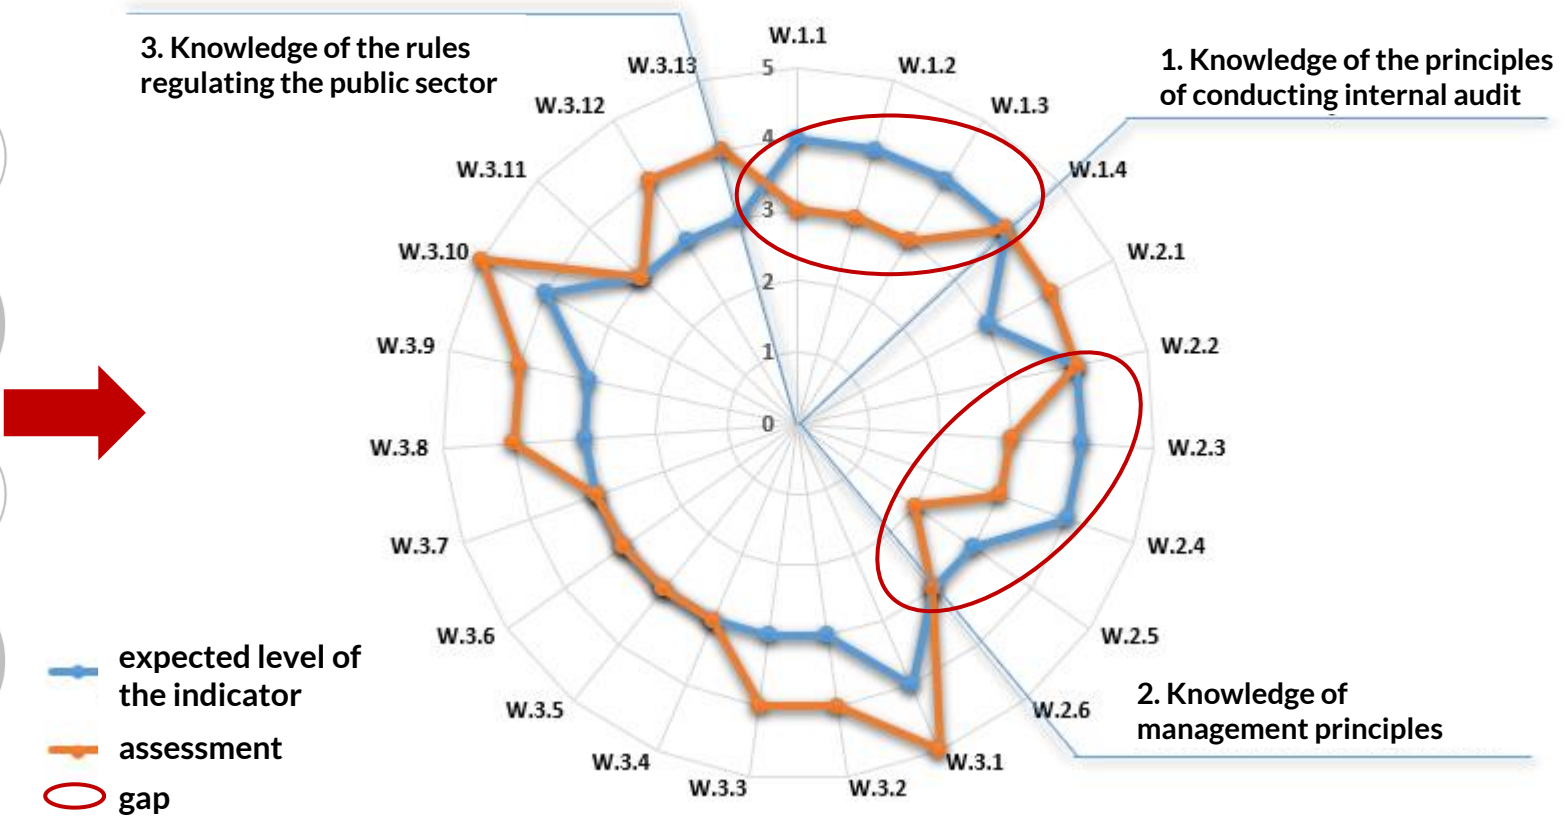 3. Knowledge of the rules
regulating the public sector
1. Knowledge of the principles
of conducting internal audit
W.1.1
W.1.2
W.1.3
W.1.4
W.2.1
W.2.2
W.2.3
W.2.4
W.2.5
W.2.6
W.3.1
W.3.2
W.3.3
W.3.4
W.3.5
W.3.6
W.3.7
W.3.8
W.3.9
W.3.10
W.3.11
W.3.12
W.3.13
5
4
3
2
1
0
2. Knowledge of
management principles
expected level of
the indicator
assessment
gap